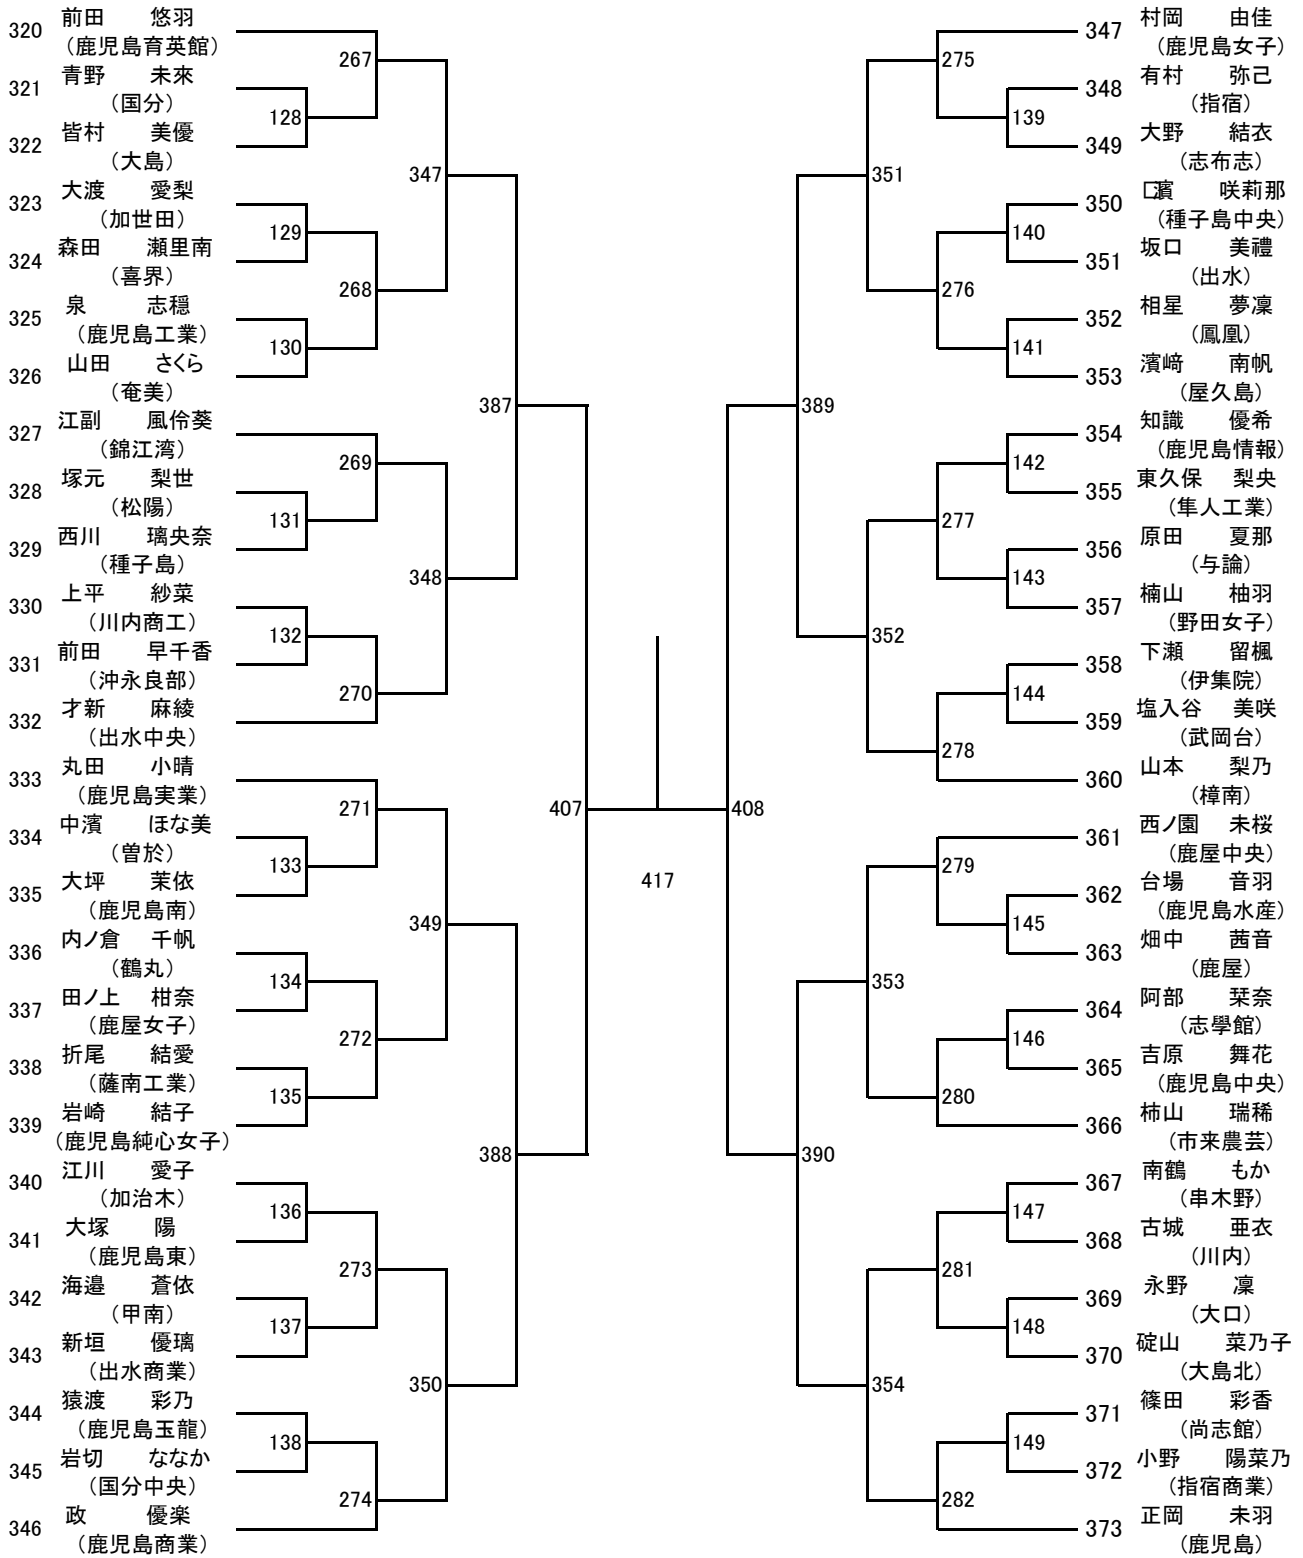 320 前田 悠羽
(鹿児島育英館)
321 青野 未來
(国分)
322 皆村 美優
(大島)
323 大渡 愛梨
(加世田)
324 森田 瀬里南
(喜界)
325 泉 志穏
(鹿児島工業)
326 山田 さくら
(奄美)
327 江副 風伶葵
(錦江湾)
328 塚元 梨世
(松陽)
329 西川 璃央奈
(種子島)
330 上平 紗菜
(川内商工)
331 前田 早千香
(沖永良部)
332 才新 麻綾
(出水中央)
333 丸田 小晴
(鹿児島実業)
334 中濱 ほな美
(曽於)
335 大坪 茉依
(鹿児島南)
336 内ノ倉 千帆
(鶴丸)
337 田ノ上 柑奈
(鹿屋女子)
338 折尾 結愛
(薩南工業)
339 岩崎 結子
(鹿児島純心女子)
340 江川 愛子
(加治木)
341 大塚 陽
(鹿児島東)
342 海邉 蒼依
(甲南)
343 新垣 優璃
(出水商業)
344 猿渡 彩乃
(鹿児島玉龍)
345 岩切 ななか
(国分中央)
346 政 優楽
(鹿児島商業)
128
129
130
131
132
133
134
135
136
137
138
267
268
269
270
271
272
273
274
347
348
349
350
387
388
407
417
408
389
390
351
352
353
354
275
276
277
278
279
280
281
282
139
140
141
142
143
144
145
146
147
148
149
347 村岡 由佳
(鹿児島女子)
348 有村 弥己
(指宿)
349 大野 結衣
(志布志)
350 濵 咲莉那
(種子島中央)
351 坂口 美禮
(出水)
352 相星 夢凜
(鳳凰)
353 濱﨑 南帆
(屋久島)
354 知識 優希
(鹿児島情報)
355 東久保 梨央
(隼人工業)
356 原田 夏那
(与論)
357 楠山 柚羽
(野田女子)
358 下瀬 留楓
(伊集院)
359 塩入谷 美咲
(武岡台)
360 山本 梨乃
(樟南)
361 西ノ園 未桜
(鹿屋中央)
362 台場 音羽
(鹿児島水産)
363 畑中 茜音
(鹿屋)
364 阿部 栞奈
(志學館)
365 吉原 舞花
(鹿児島中央)
366 柿山 瑞稀
(市来農芸)
367 南鶴 もか
(串木野)
368 古城 亜衣
(川内)
369 永野 凜
(大口)
370 碇山 菜乃子
(大島北)
371 篠田 彩香
(尚志館)
372 小野 陽菜乃
(指宿商業)
373 正岡 未羽
(鹿児島)